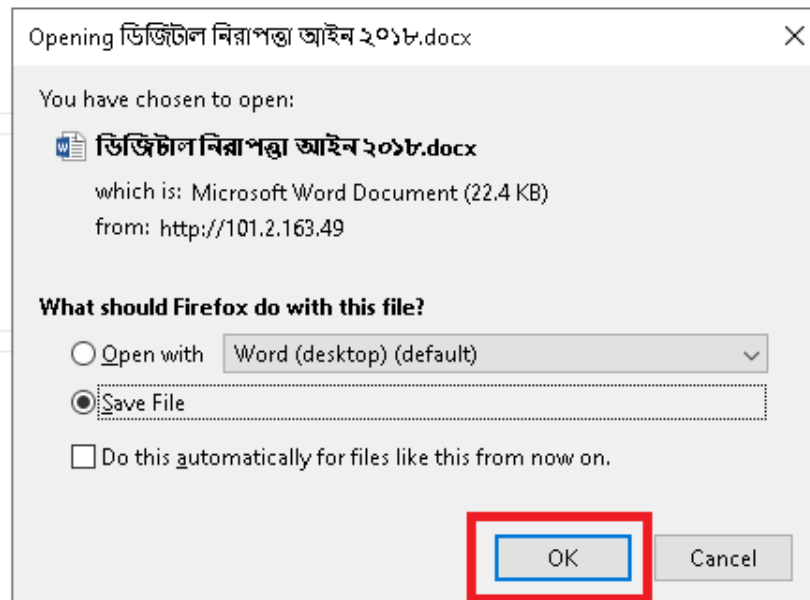 Opening ডিজিটাল নিরাপত্তা আইন ২০১৮.docx
You have chosen to open:
ডিজিটাল নিরাপত্তা আইন ২০১৮.docx
which is: Microsoft Word Document (22.4 KB)
from: http://101.2.163.49
What should Firefox do with this file?
Open with Word (desktop) (default)
Save File
Do this automatically for files like this from now on.
OK Cancel